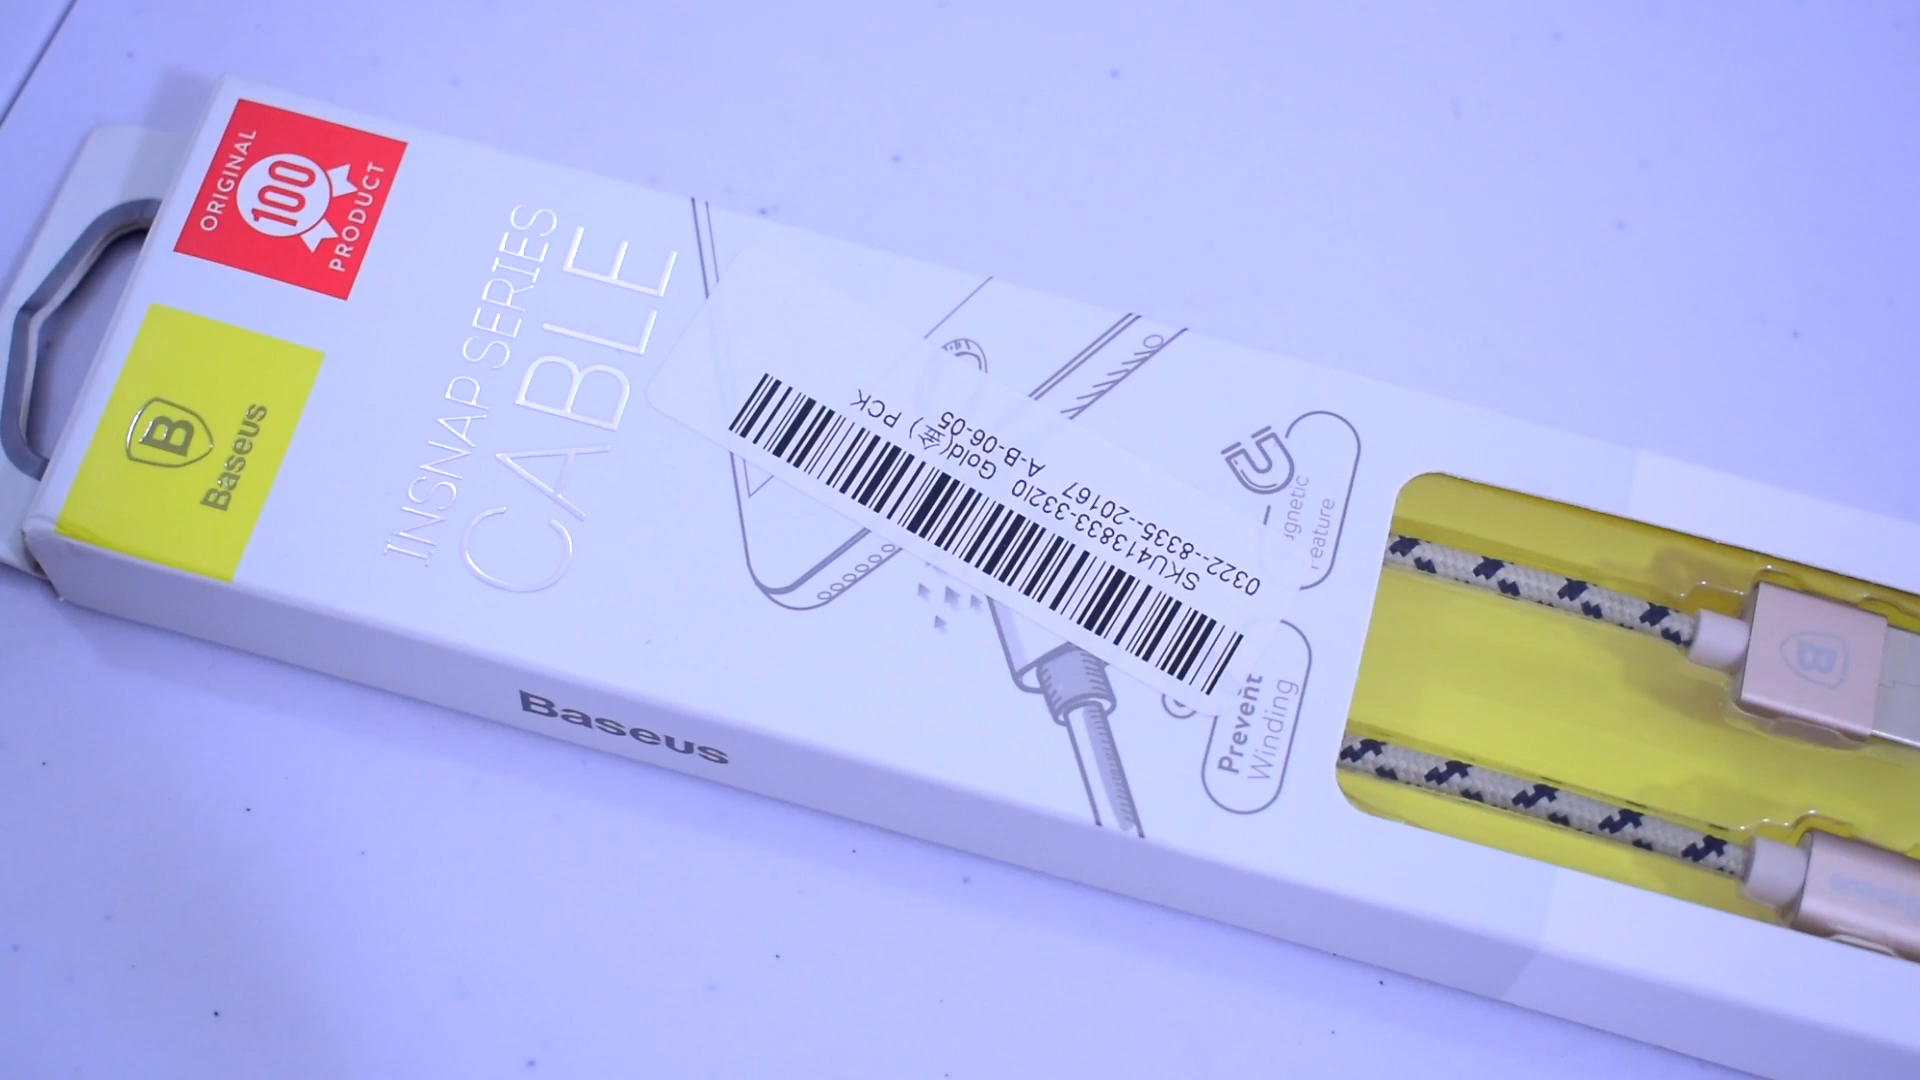 ORIGINAL
100
PRODUCT
B
Baseus
INSNAP SERIES
CABLE
SKU413833-33210 Gold(金) PCK
0322--8335--20167 A-B-06-05
Prevent
Winding
Baseus
B